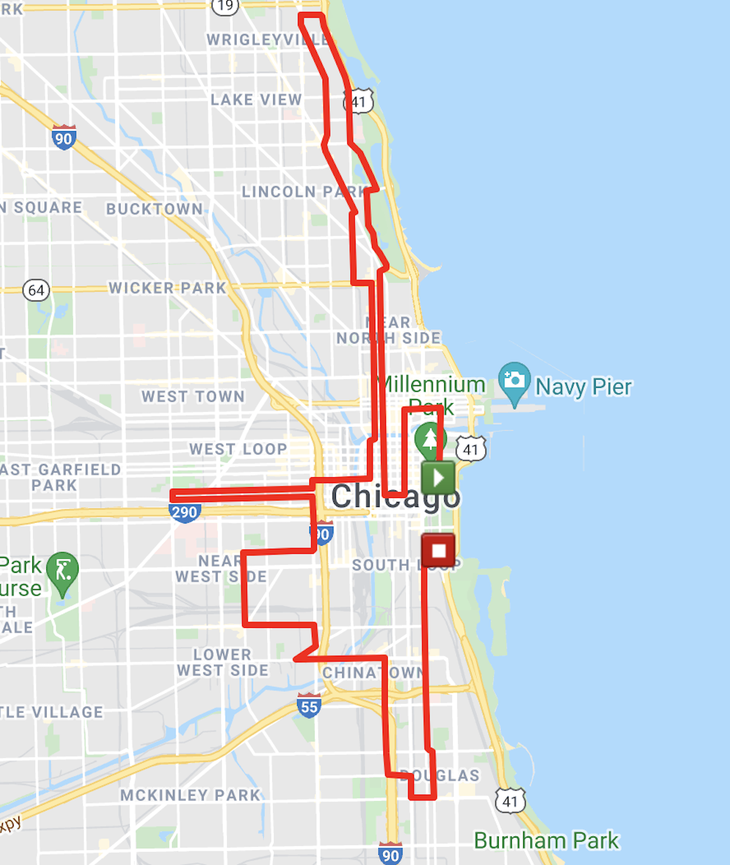 RK
19
WRIGLEYVILLE
LAKE VIEW
41
90
LINCOLN PARK
N SQUARE
BUCKTOWN
64
WICKER PARK
NEAR
NORTH SIDE
Millennium
Park
Navy Pier
WEST TOWN
WEST LOOP
41
AST GARFIELD
PARK
Chicago
290
90
Park
urse
NEAR
WEST SIDE
SOUTH LOOP
TH
ALE
LOWER
WEST SIDE
CHINATOWN
55
TLE VILLAGE
DOUGLAS
MCKINLEY PARK
41
xpy
Burnham Park
90